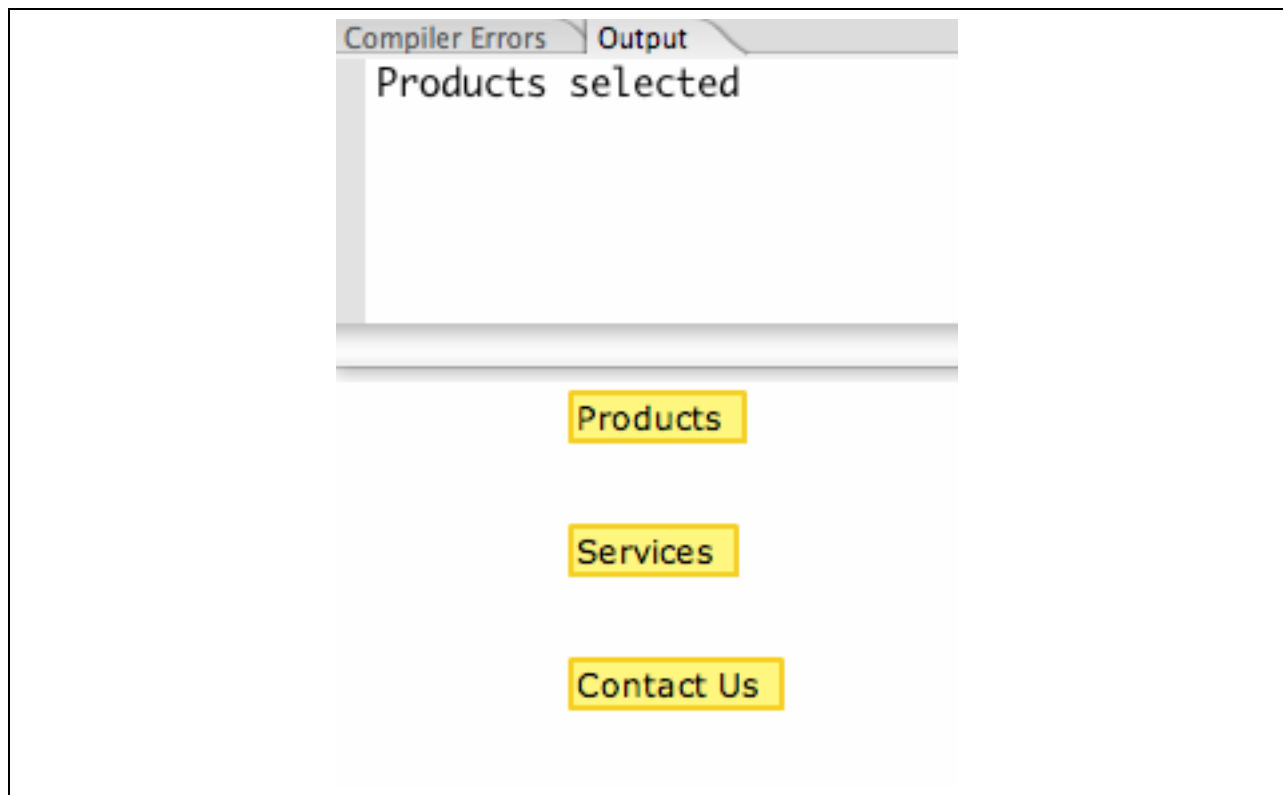 Compiler Errors Output
Products selected
Products
Services
Contact Us